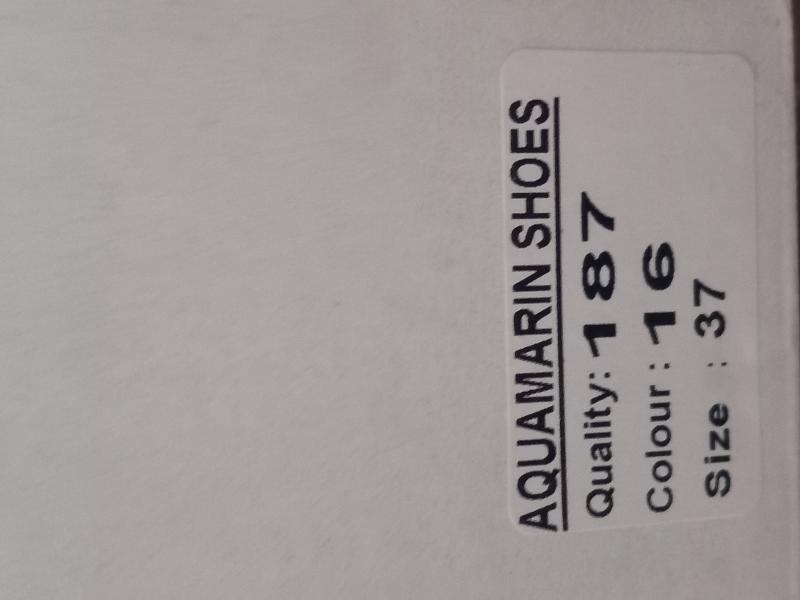 AQUAMARIN SHOES
Quality: 187
Colour : 16
Size : 37